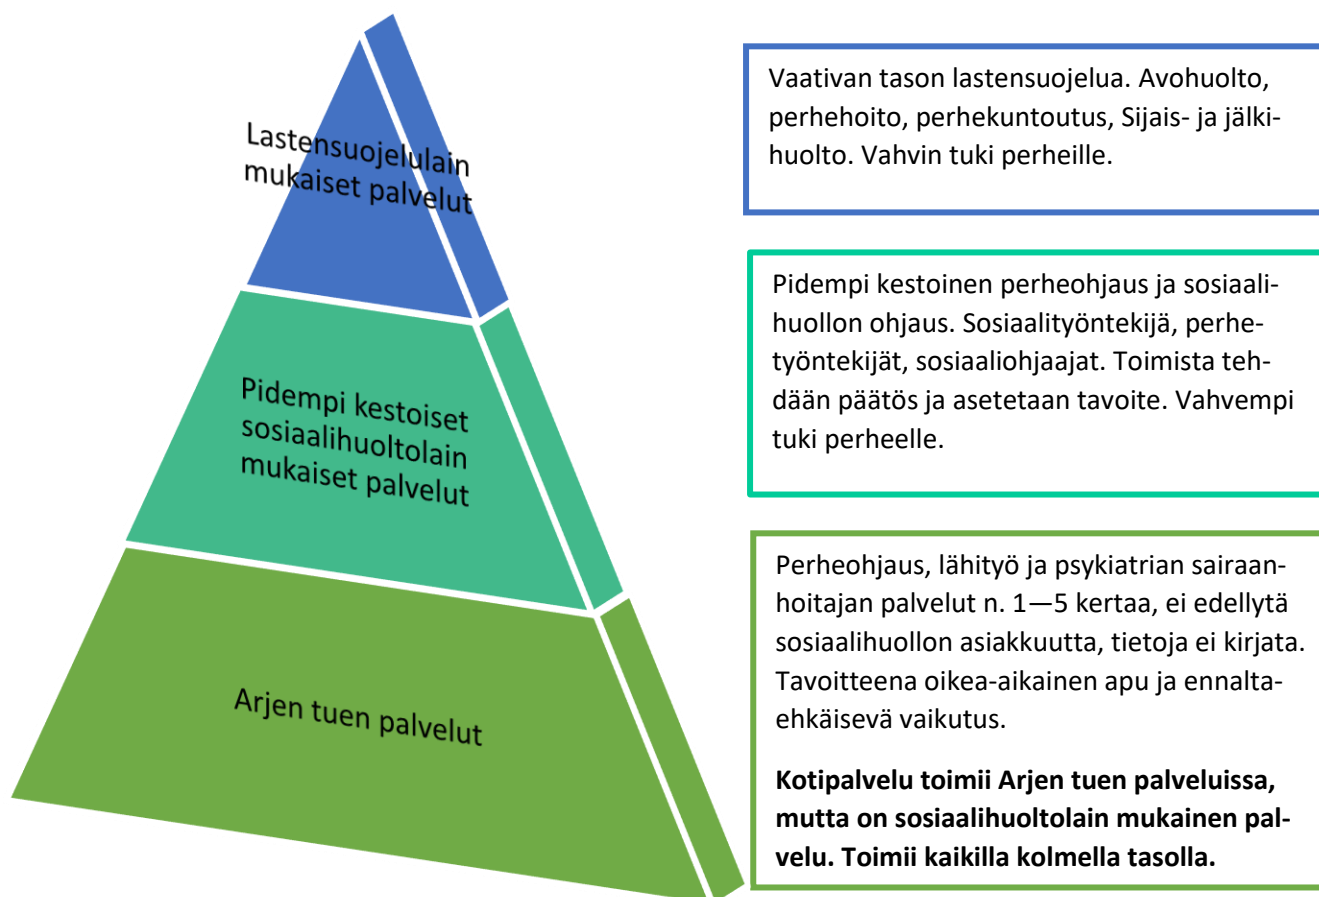 Lastensuojelulain
mukaiset palvelut
Vaativan tason lastensuojelua. Avohuolto,
perhehoito, perhekuntoutus, Sijais- ja jälki-
huolto. Vahvin tuki perheille.
Pidempi kestoiset
sosiaalihuoltolain
mukaiset palvelut
Pidempi kestoinen perheohjaus ja sosiaali-
huollon ohjaus. Sosiaalityöntekijä, perhe-
työntekijät, sosiaaliohjaajat. Toimista teh-
dään päätös ja asetetaan tavoite. Vahvempi
tuki perheelle.
Arjen tuen palvelut
Perheohjaus, lähityö ja psykiatrian sairaan-
hoitajan palvelut n. 1—5 kertaa, ei edellytä
sosiaalihuollon asiakkuutta, tietoja ei kirjata.
Tavoitteena oikea-aikainen apu ja ennalta-
ehkäisevä vaikutus.
Kotipalvelu toimii Arjen tuen palveluissa,
mutta on sosiaalihuoltolain mukainen pal-
velu. Toimii kaikilla kolmella tasolla.